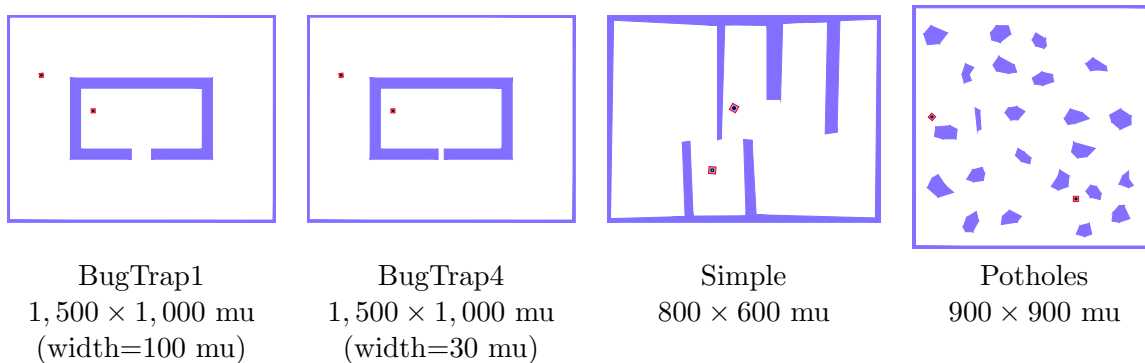 BugTrap1
1,500 × 1,000 mu
(width=100 mu)
BugTrap4
1,500 × 1,000 mu
(width=30 mu)
Simple
800 × 600 mu
Potholes
900 × 900 mu